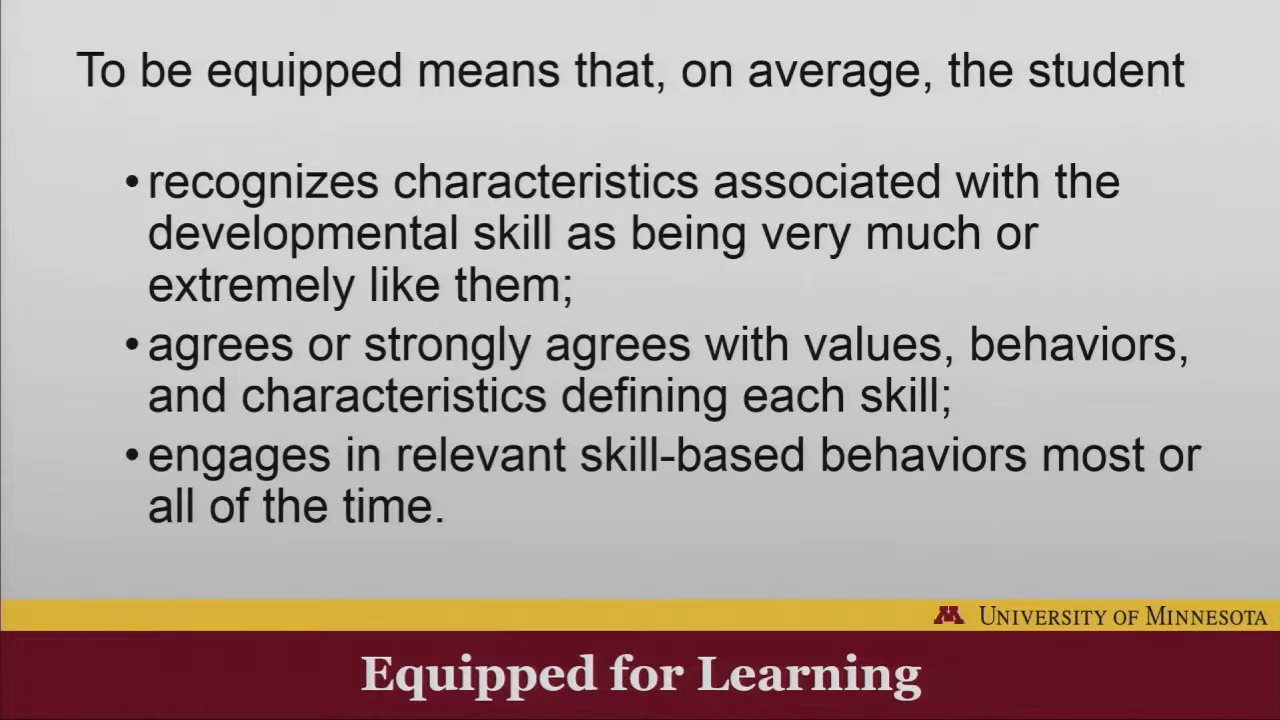 To be equipped means that, on average, the student
•recognizes characteristics associated with the
developmental skill as being very much or
extremely like them;
•agrees or strongly agrees with values, behaviors,
and characteristics defining each skill;
•engages in relevant skill-based behaviors most or
all of the time.
M UNIVERSITY OF MINNESOTA
Equipped for Learning